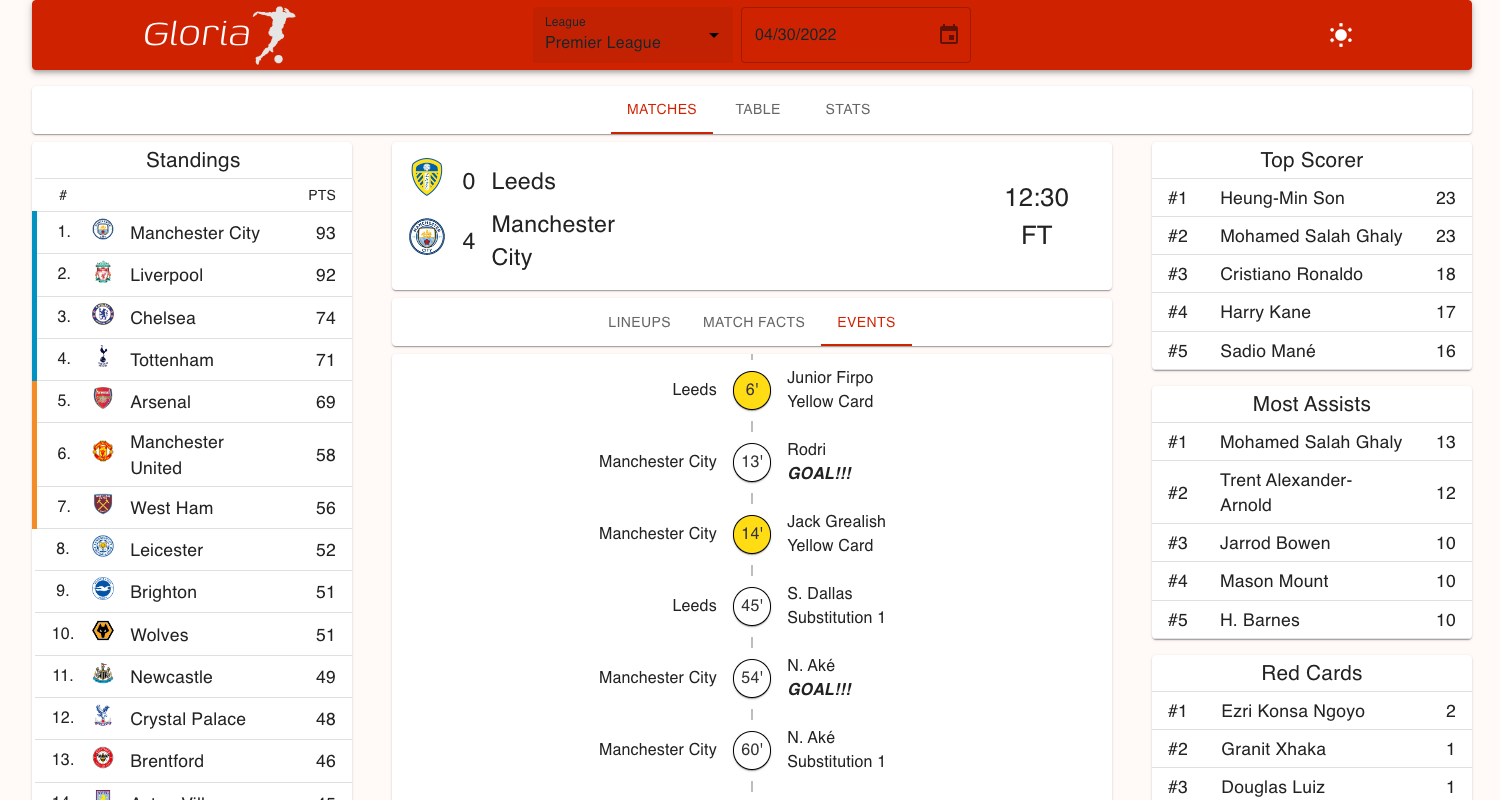 Gloria
League
Premier League
04/30/2022
MATCHES
TABLE
STATS
Standings
# PTS
1. Manchester City 93
2. Liverpool 92
3. Chelsea 74
4. Tottenham 71
5. Arsenal 69
6. Manchester
United 58
7. West Ham 56
8. Leicester 52
9. Brighton 51
10. Wolves 51
11. Newcastle 49
12. Crystal Palace 48
13. Brentford 46
0 Leeds
4 Manchester
City
12:30
FT
LINEUPS
MATCH FACTS
EVENTS
Leeds 6' Junior Firpo
Yellow Card
Manchester City 13' Rodri
GOAL!!!
Manchester City 14' Jack Grealish
Yellow Card
Leeds 45' S. Dallas
Substitution 1
Manchester City 54' N. Aké
GOAL!!!
Manchester City 60' N. Aké
Substitution 1
Top Scorer
#1 Heung-Min Son 23
#2 Mohamed Salah Ghaly 23
#3 Cristiano Ronaldo 18
#4 Harry Kane 17
#5 Sadio Mané 16
Most Assists
#1 Mohamed Salah Ghaly 13
#2 Trent Alexander-
Arnold 12
#3 Jarrod Bowen 10
#4 Mason Mount 10
#5 H. Barnes 10
Red Cards
#1 Ezri Konsa Ngoyo 2
#2 Granit Xhaka 1
#3 Douglas Luiz 1